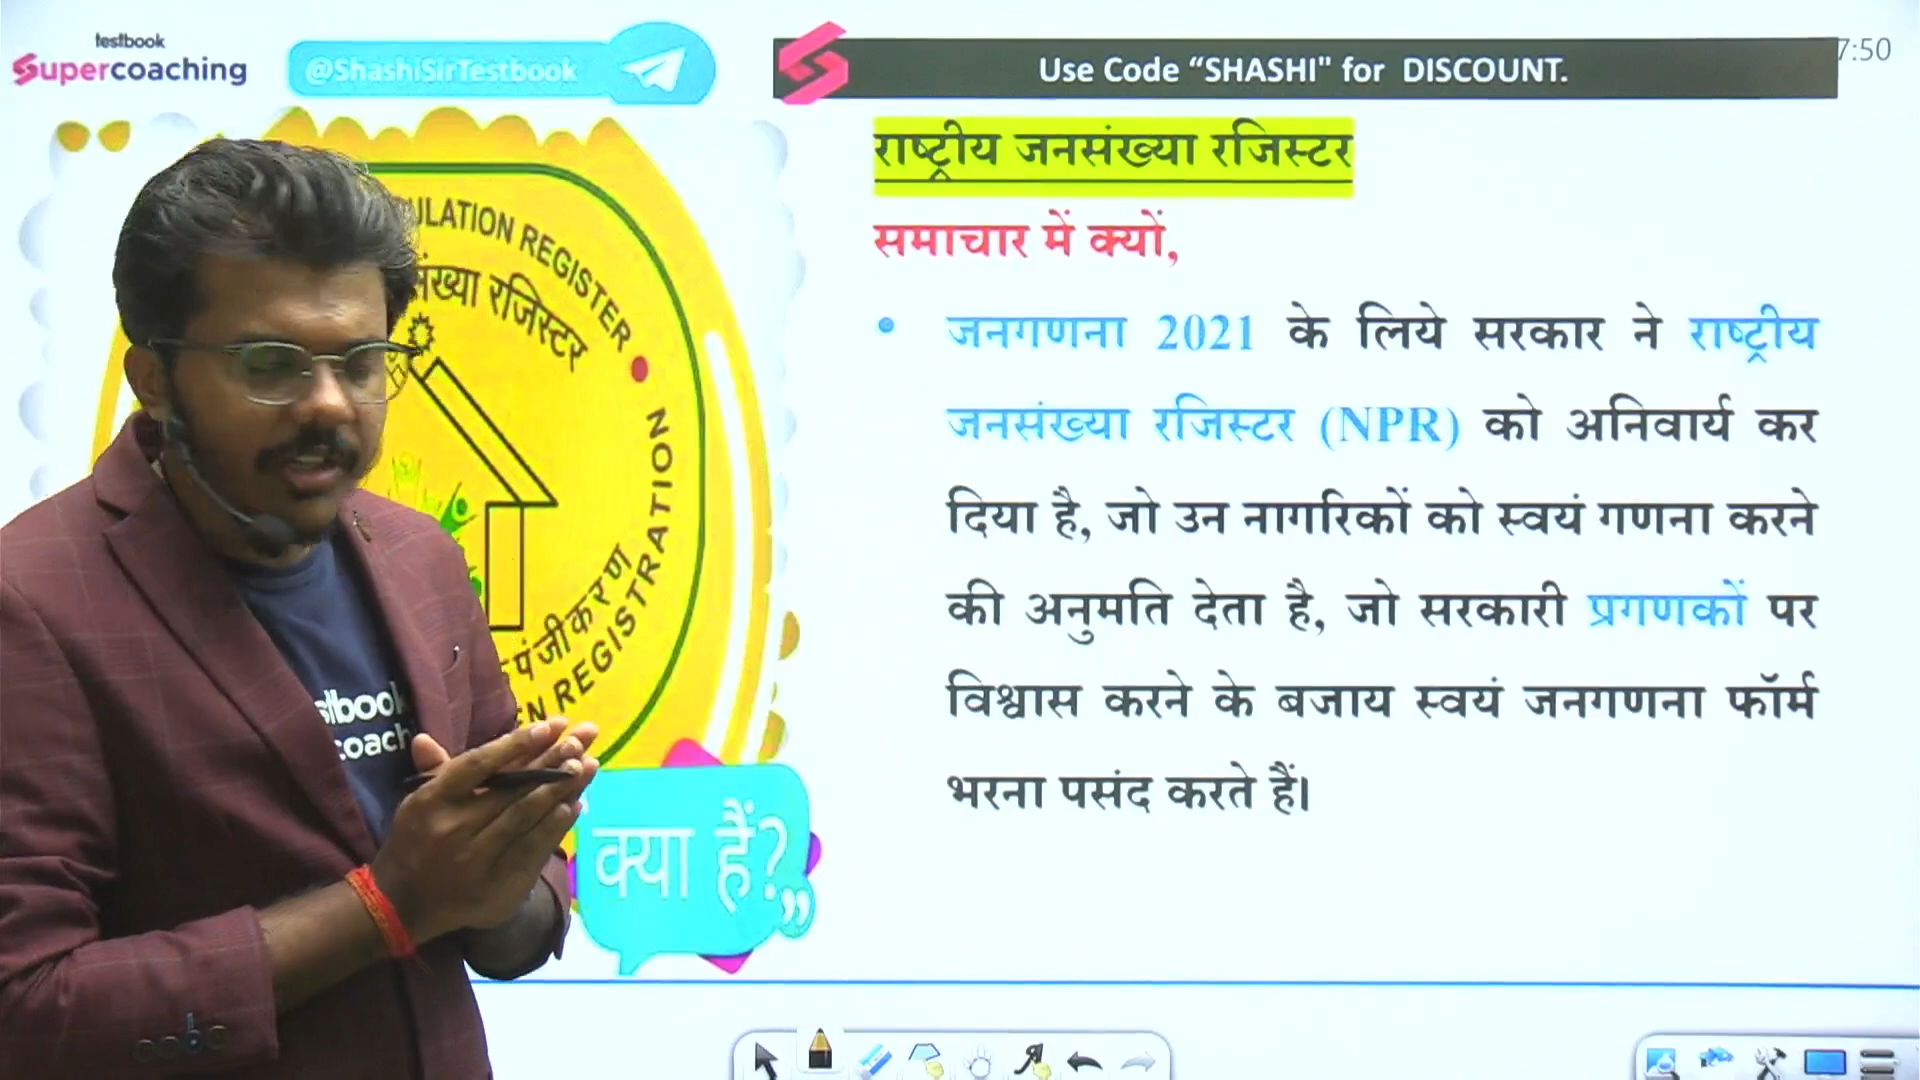 testbook
Supercoaching
@ShashiSirTestbook
Use Code “SHASHI" for DISCOUNT.
7:50
राष्ट्रीय जनसंख्या रजिस्टर
समाचार में क्यों,
• जनगणना 2021 के लिये सरकार ने राष्ट्रीय
जनसंख्या रजिस्टर (NPR) को अनिवार्य कर
दिया है, जो उन नागरिकों को स्वयं गणना करने
की अनुमति देता है, जो सरकारी प्रगणकों पर
विश्वास करने के बजाय स्वयं जनगणना फॉर्म
भरना पसंद करते हैं।
REGISTER
रजिस्टर
पंजीकरण
REGISTRATION
क्या हैं?